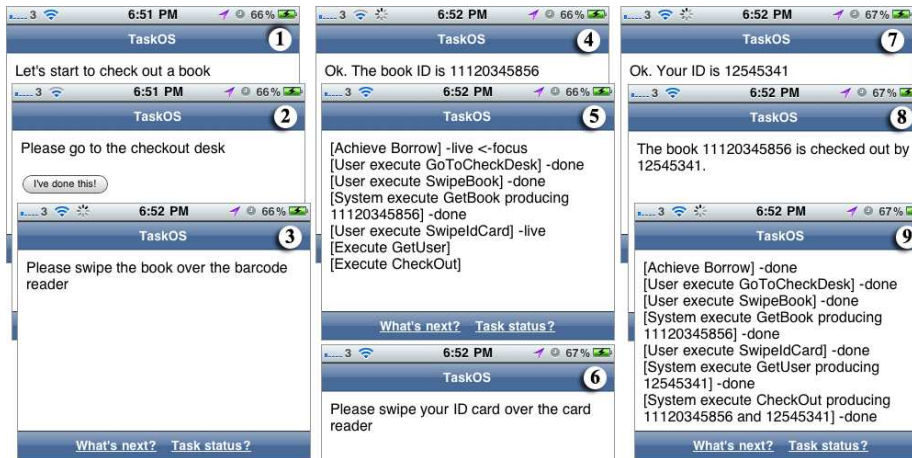 3 6:51 PM 66%
TaskOS
1
Let's start to check out a book
3 6:51 PM 66%
TaskOS
2
Please go to the checkout desk
I've done this!
3 6:52 PM 66%
TaskOS
3
Please swipe the book over the barcode
reader
What's next? Task status?
3 6:52 PM 66%
TaskOS
4
Ok. The book ID is 11120345856
3 6:52 PM 66%
TaskOS
5
[Achieve Borrow] -live <-focus
[User execute GoToCheckDesk] -done
[User execute SwipeBook] -done
[System execute GetBook producing
11120345856] -done
[User execute SwipeIdCard] -live
[Execute GetUser]
[Execute CheckOut]
What's next? Task status?
3 6:52 PM 67%
TaskOS
6
Please swipe your ID card over the card
reader
3 6:52 PM 67%
TaskOS
7
Ok. Your ID is 12545341
3 6:52 PM 67%
TaskOS
8
The book 11120345856 is checked out by
12545341.
3 6:52 PM 67%
TaskOS
9
[Achieve Borrow] -done
[User execute GoToCheckDesk] -done
[User execute SwipeBook] -done
[System execute GetBook producing
11120345856] -done
[User execute SwipeIdCard] -done
[System execute GetUser producing
12545341] -done
[System execute CheckOut producing
11120345856 and 12545341] -done
What's next? Task status?